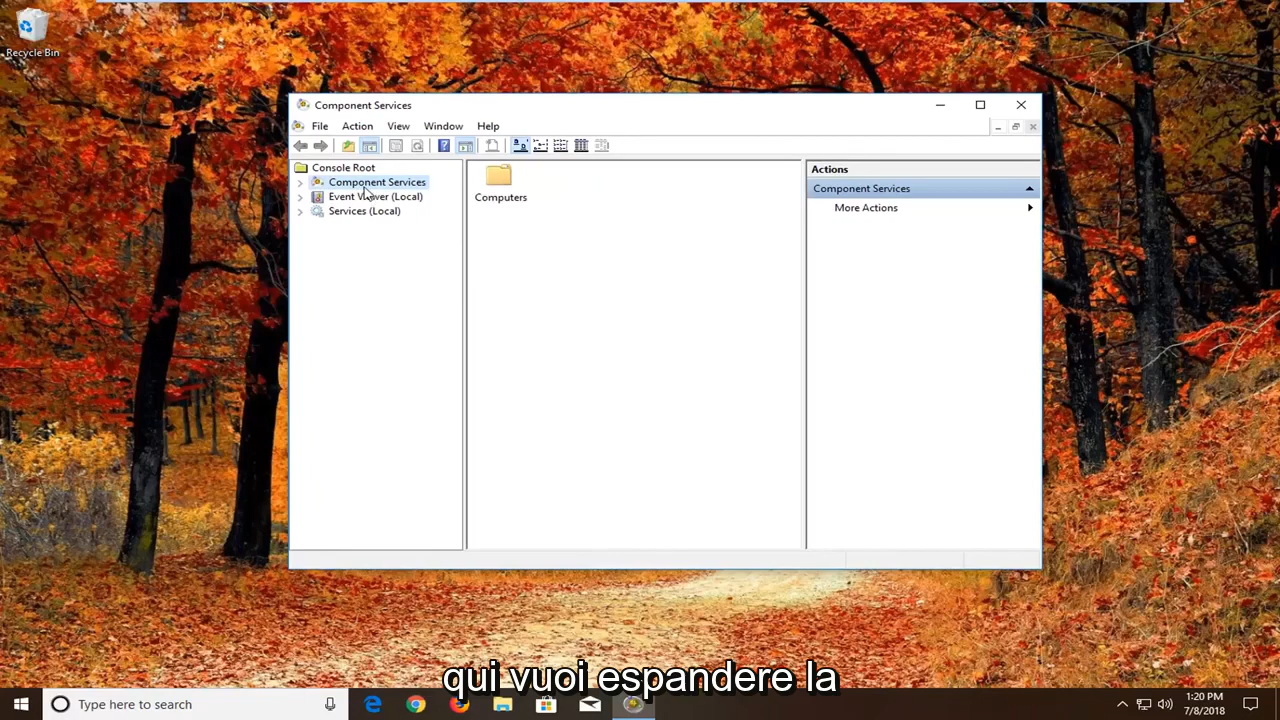 Recycle Bin
Component Services
File Action View Window Help
Console Root
Component Services
Event Viewer (Local)
Services (Local)
Computers
Actions
Component Services
More Actions
qui vuoi espandere la
Type here to search
1:20 PM
7/8/2018